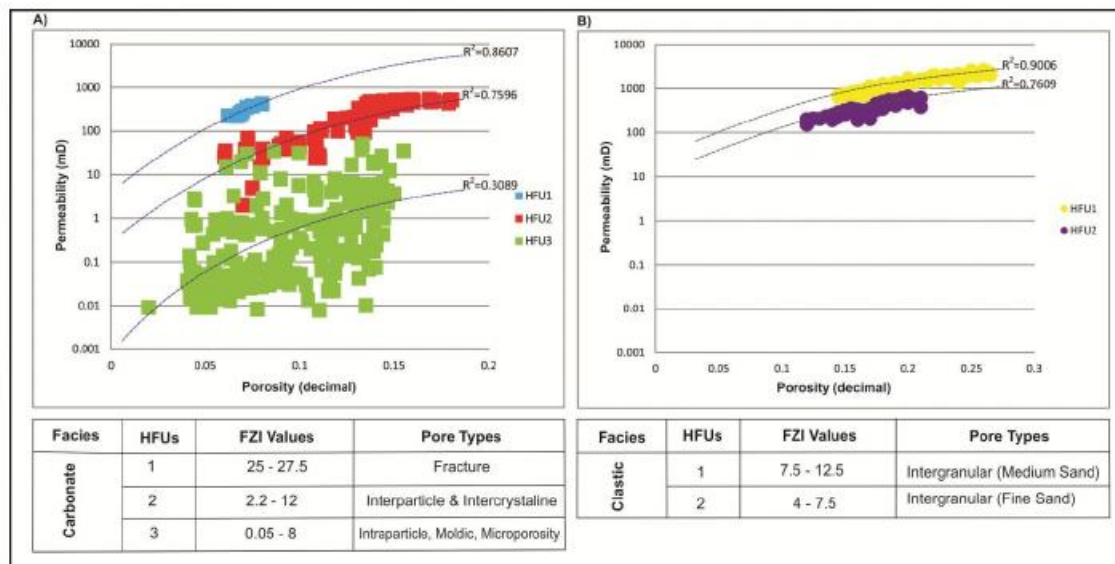 A)
10000
1000
100
10
1
0.1
0.01
0.001
Permeability (mD)
0
0.05
0.1
0.15
0.2
Porosity (decimal)
R²=0.8607
R²=0.7596
R²=0.3089
HFU1
HFU2
HFU3
B)
10000
1000
100
10
1
0.1
0.01
0.001
Permeability (mD)
0
0.05
0.1
0.15
0.2
0.25
0.3
Porosity (decimal)
R²=0.9006
R²=0.7609
HFU1
HFU2
Facies HFUs FZI Values Pore Types
Carbonate
1 25 - 27.5 Fracture
2 2.2 - 12 Interparticle & Intercrystaline
3 0.05 - 8 Intraparticle, Moldic, Microporosity
Facies HFUs FZI Values Pore Types
Clastic
1 7.5 - 12.5 Intergranular (Medium Sand)
2 4 - 7.5 Intergranular (Fine Sand)